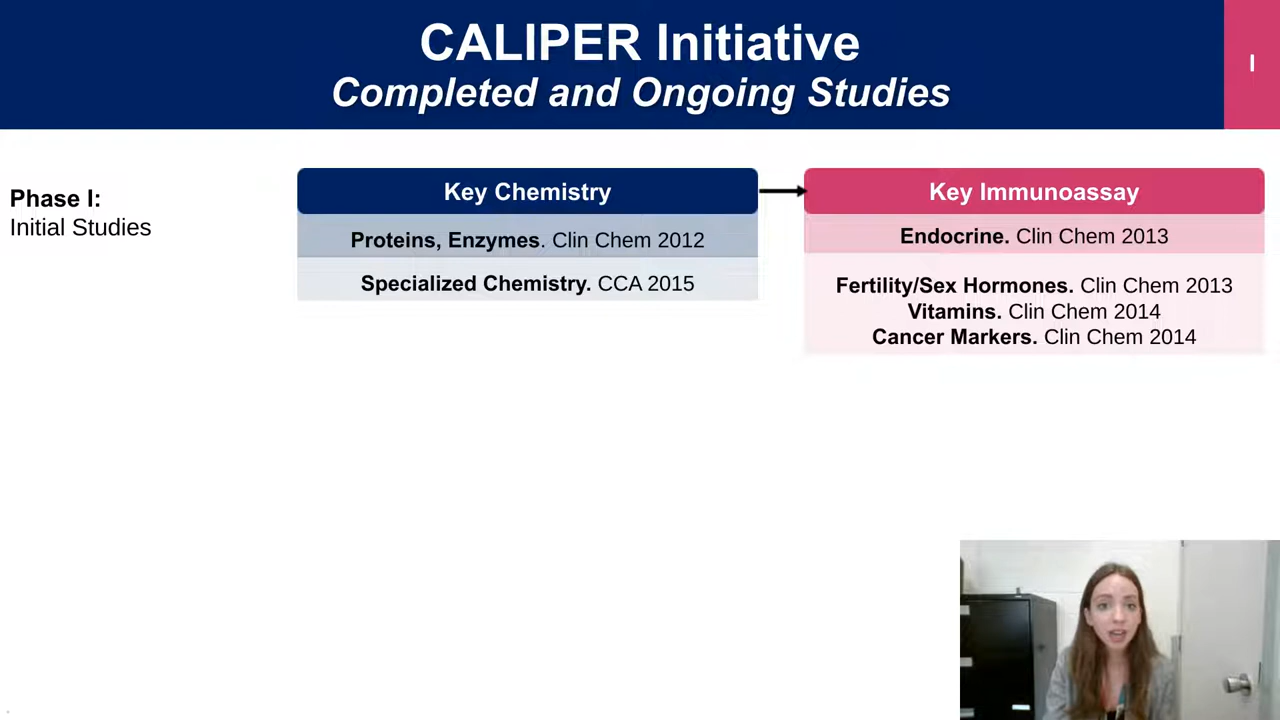 CALIPER Initiative
Completed and Ongoing Studies
I
Phase I:
Initial Studies
Key Chemistry
Proteins, Enzymes. Clin Chem 2012
Specialized Chemistry. CCA 2015
Key Immunoassay
Endocrine. Clin Chem 2013
Fertility/Sex Hormones. Clin Chem 2013
Vitamins. Clin Chem 2014
Cancer Markers. Clin Chem 2014